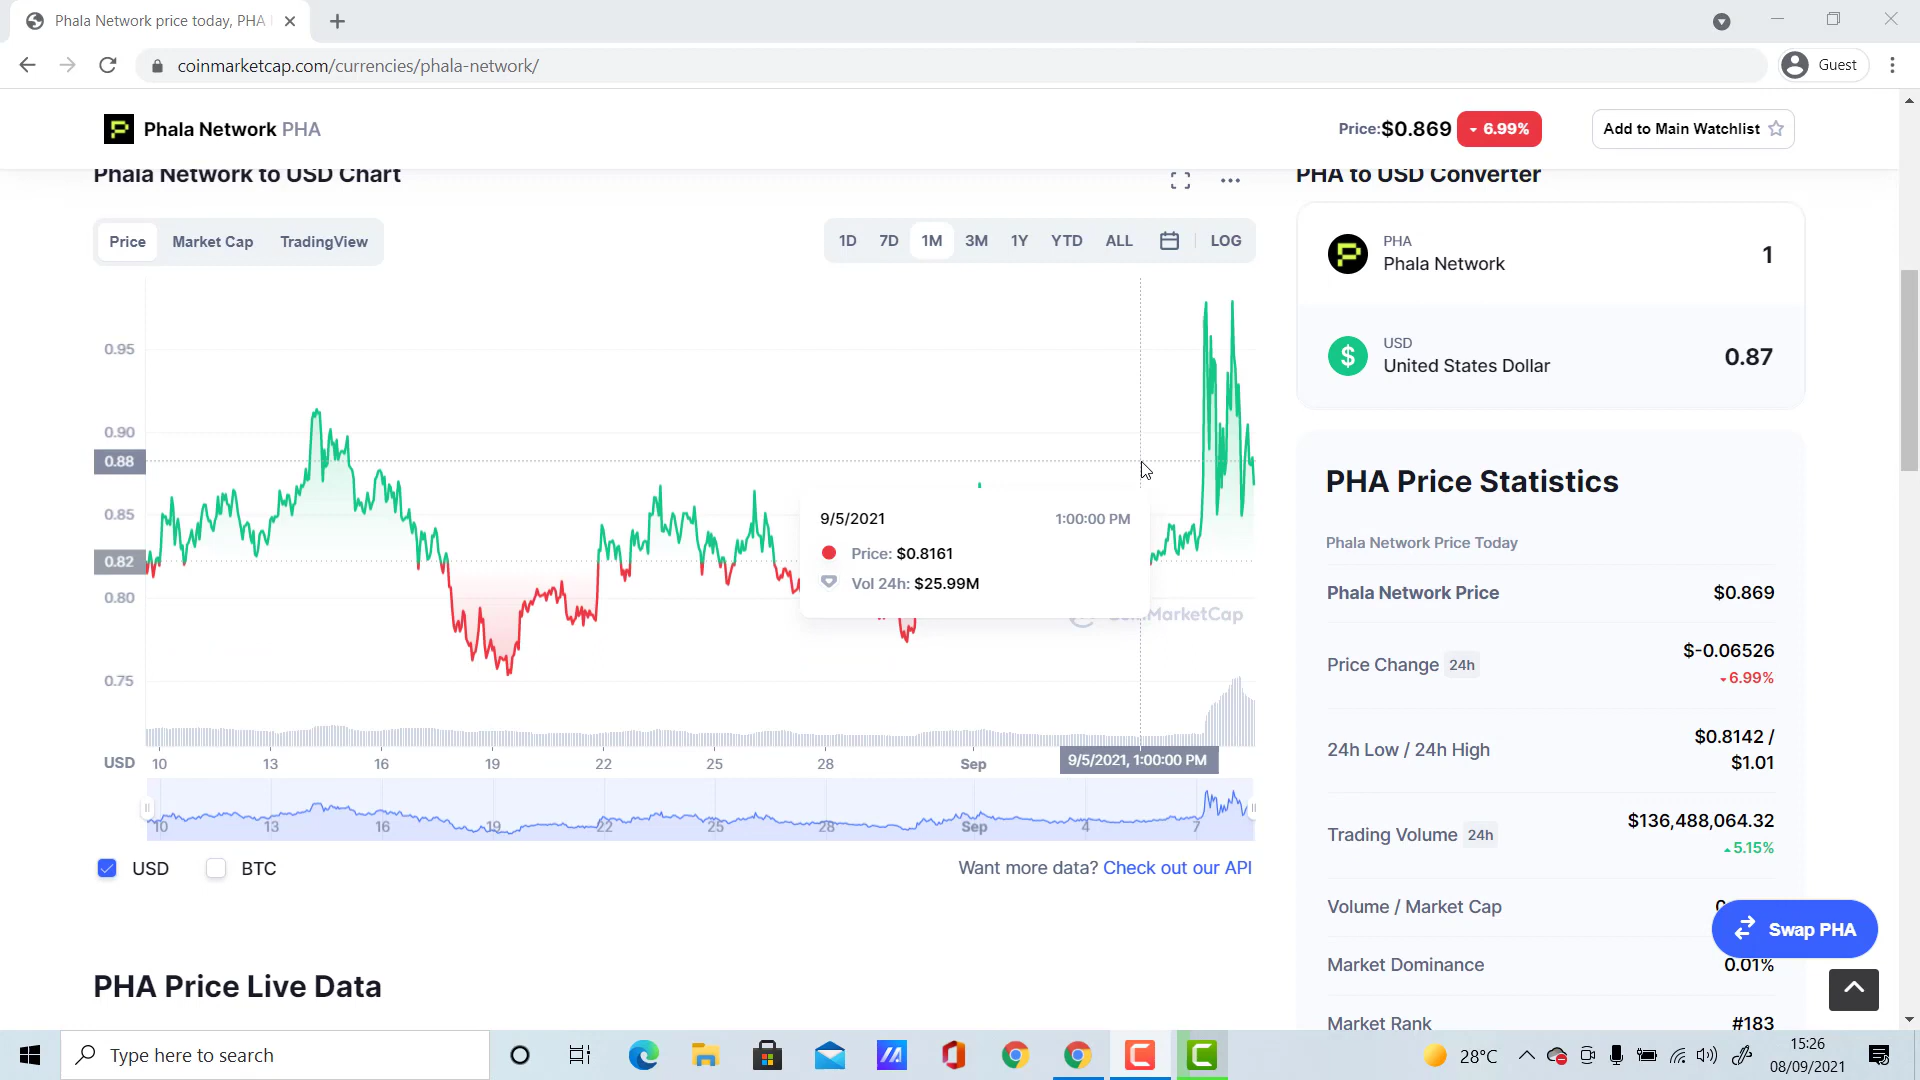 Phala Network price today, PHA
coinmarketcap.com/currencies/phala-network/
Guest
Phala Network PHA
Price:$0.869
6.99%
Add to Main Watchlist
Phala Network to USD Chart
Price
Market Cap
TradingView
1D 7D 1M 3M 1Y YTD ALL LOG
0.95
0.90
0.88
0.85
0.82
0.80
0.75
9/5/2021 1:00:00 PM
Price: $0.8161
Vol 24h: $25.99M
MarketCap
USD 10 13 16 19 22 25 28 Sep
9/5/2021, 1:00:00 PM
10 13 16 19 22 25 28 Sep 4 7
USD
BTC
Want more data? Check out our API
PHA Price Live Data
PHA to USD Converter
PHA
Phala Network
1
USD
United States Dollar
0.87
PHA Price Statistics
Phala Network Price Today
Phala Network Price $0.869
Price Change 24h $-0.06526
6.99%
24h Low / 24h High $0.8142 /
$1.01
Trading Volume 24h $136,488,064.32
5.15%
Volume / Market Cap
Swap PHA
Market Dominance 0.01%
Market Rank #183
Type here to search
28°C
15:26
08/09/2021